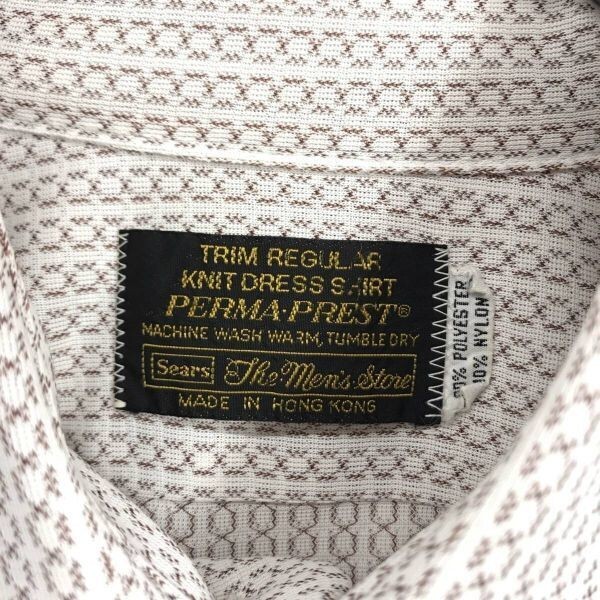 TRIM REGULAR
KNIT DRESS SHIRT
PERMA-PREST®
MACHINE WASH WARM, TUMBLE DRY
Sears The Men's Store
MADE IN HONG KONG
90% POLYESTER
10% NYLON